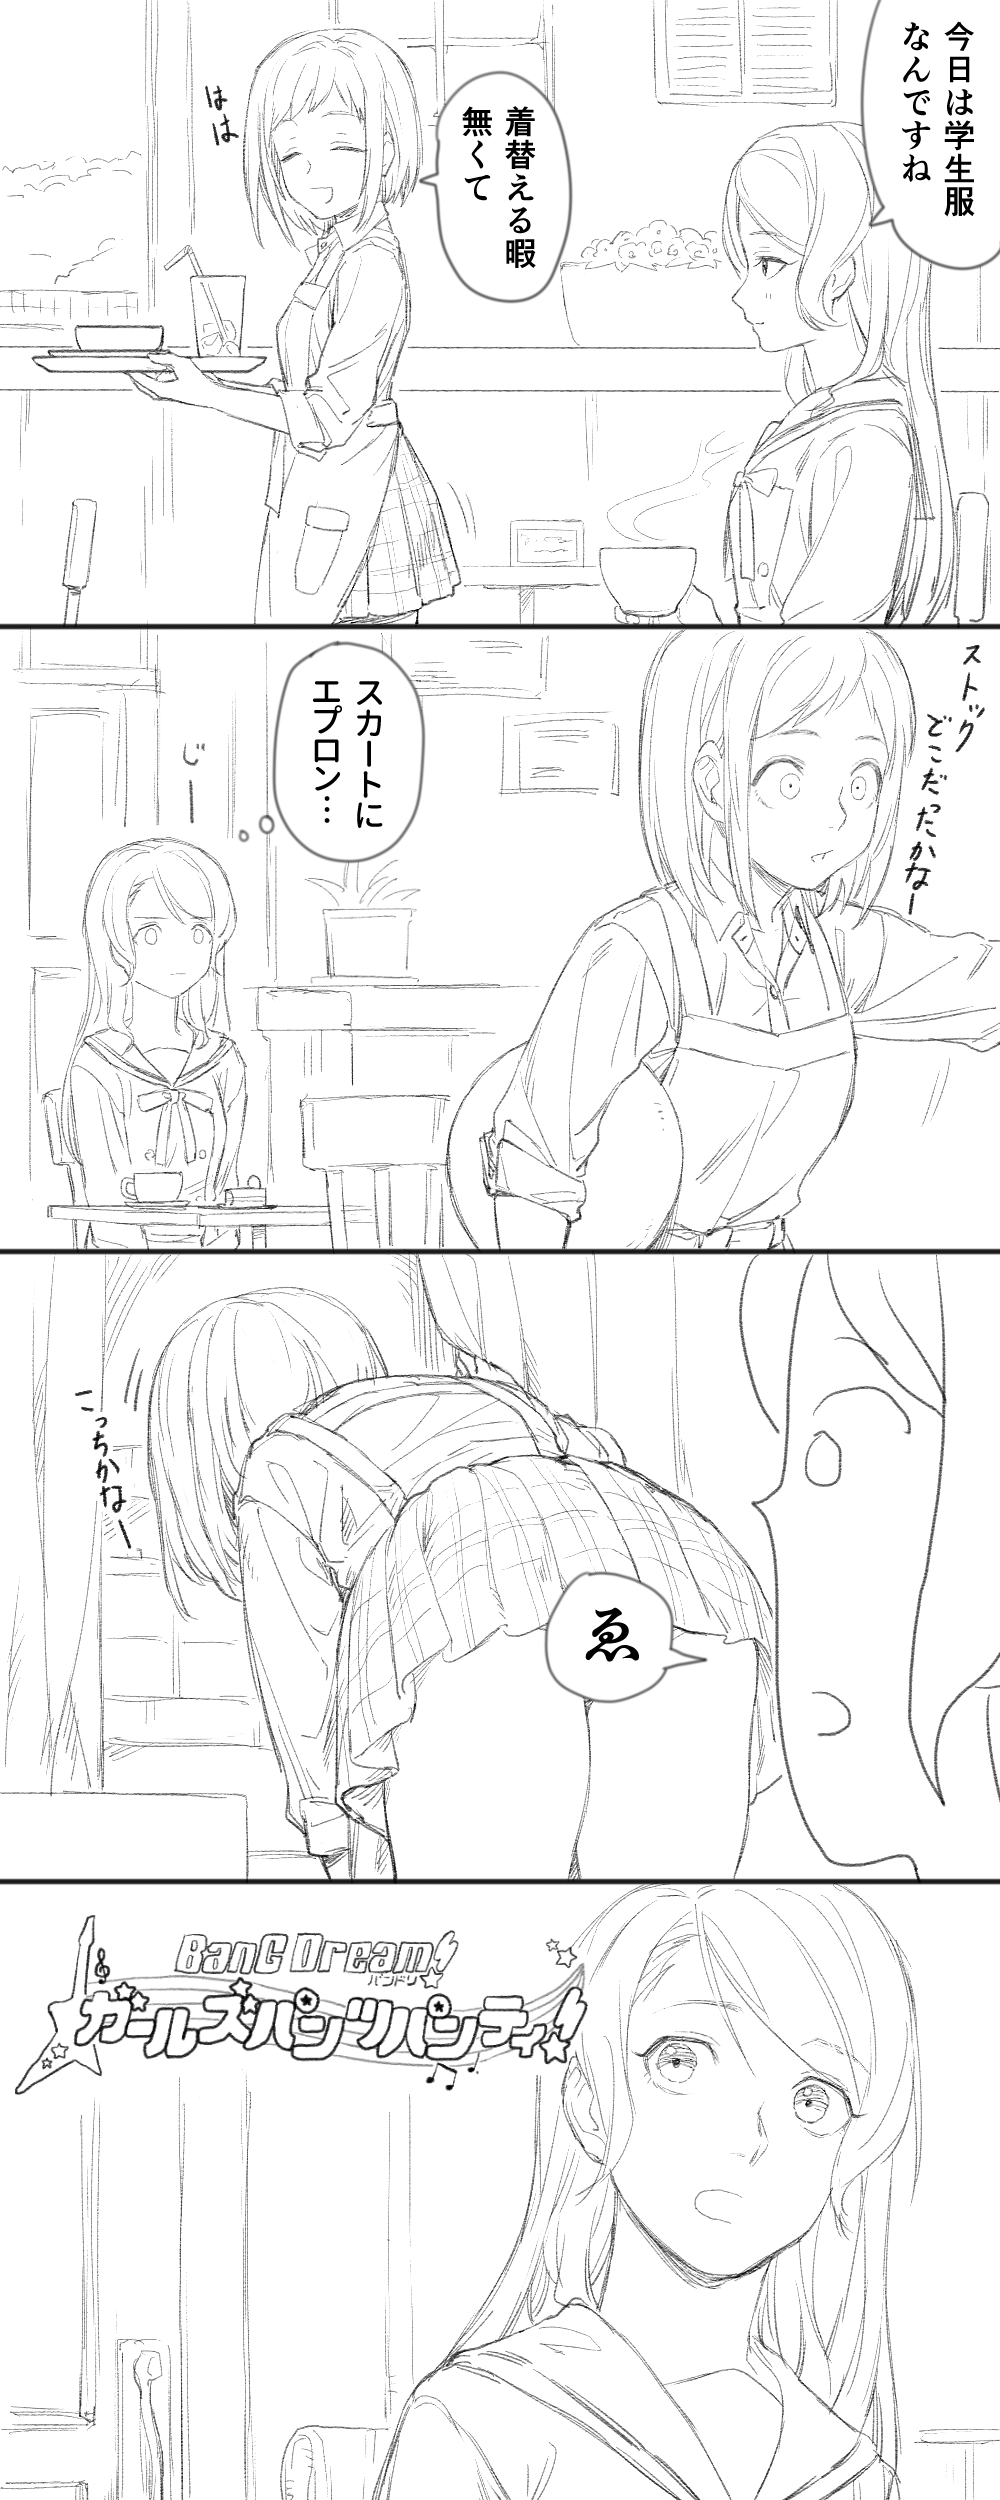 今日は学生服
なんですね
着替える暇
無くて
はは
ストック
どこだったかなー
スカートに
エプロン…
じー
こっちかなー
ゑ
BanG Dream!
バンドリ
ガールズパンツパンティ!